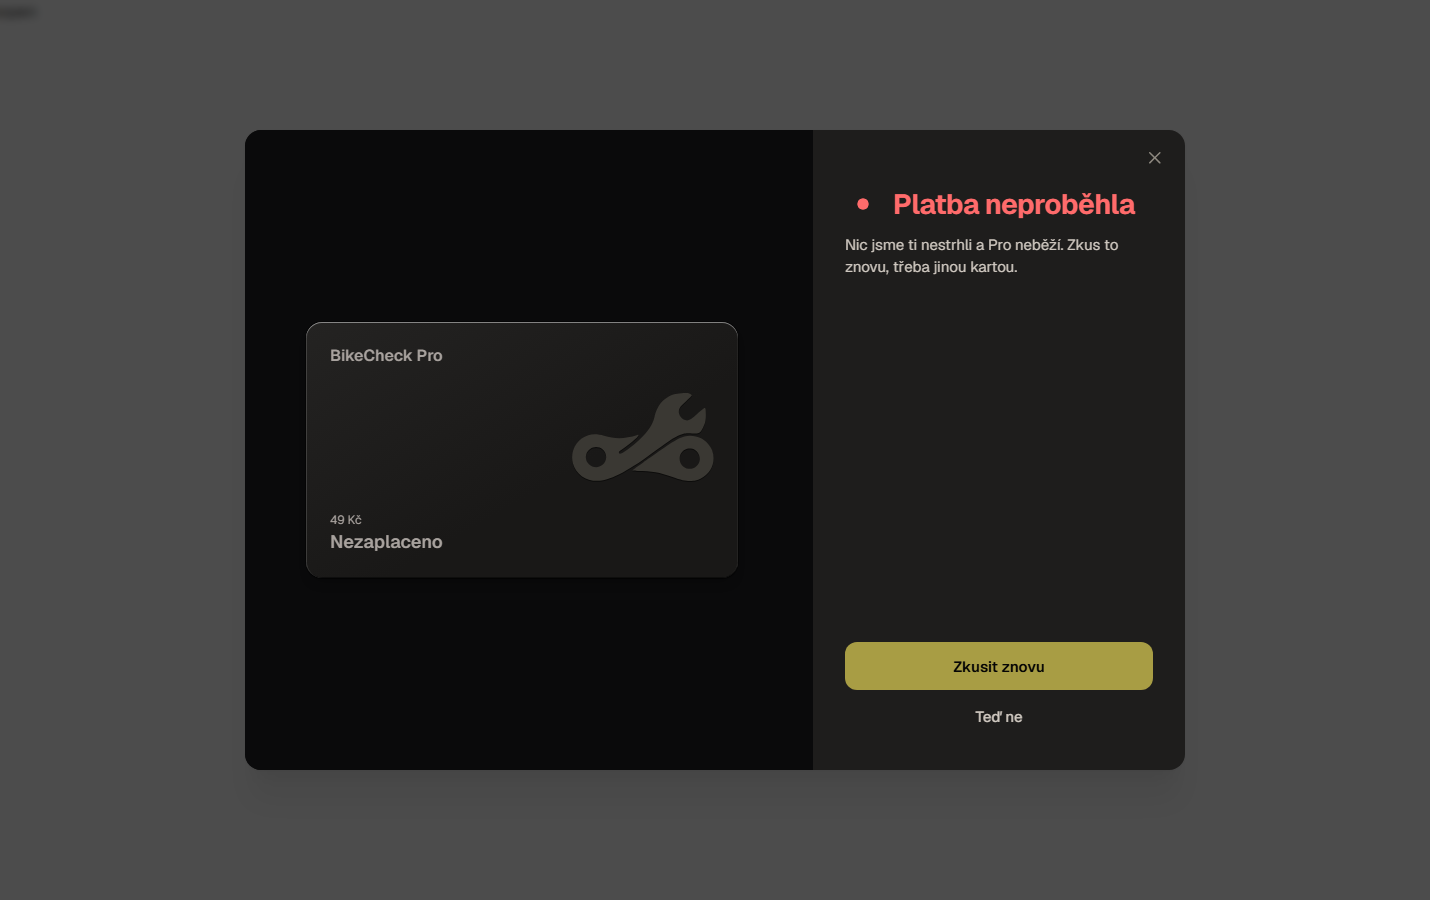 BikeCheck Pro
49 Kč
Nezaplaceno
Platba neproběhla
Nic jsme ti nestrhli a Pro neběží. Zkus to
znovu, třeba jinou kartou.
Zkusit znovu
Teď ne